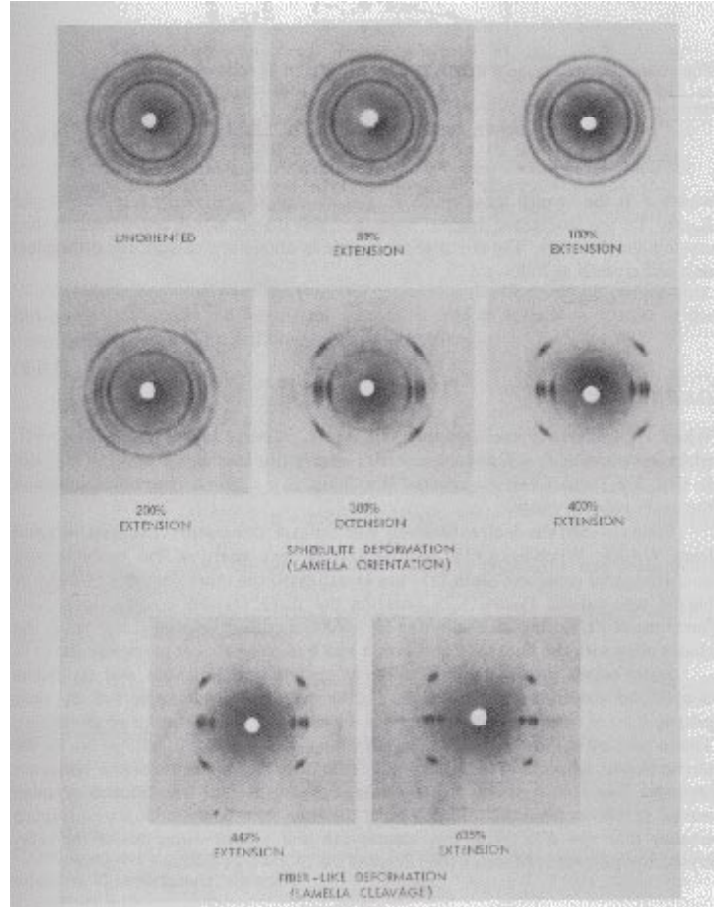 UNORIENTED
EXTENSION
100%
EXTENSION
200%
EXTENSION
EXTENSION
400%
EXTENSION
SPHERULITE DEFORMATION
(LAMELLA ORIENTATION)
EXTENSION
EXTENSION
FIBER-LIKE DEFORMATION
(LAMELLA CLEAVAGE)